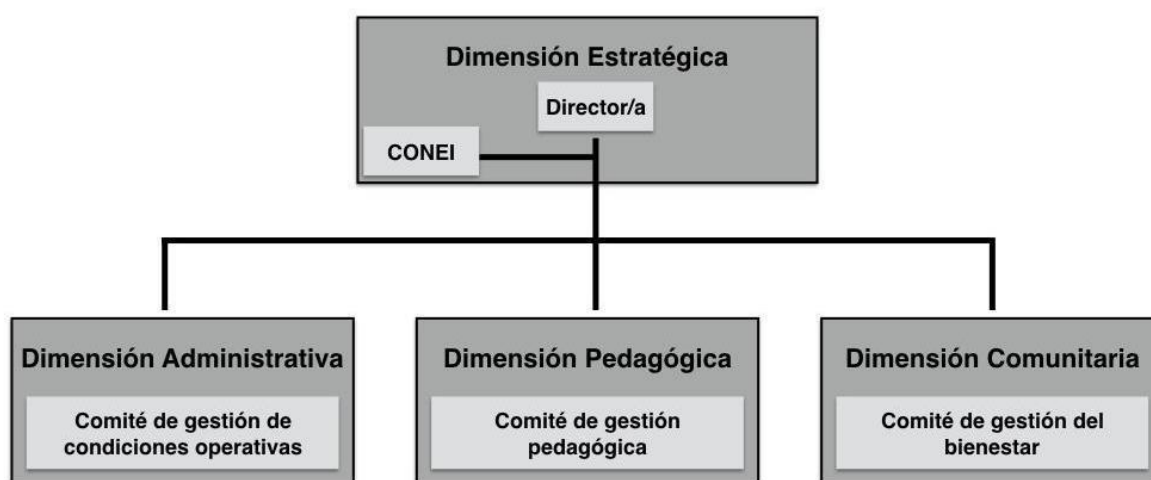 Dimensión Estratégica
Director/a
CONEI
Dimensión Administrativa
Comité de gestión de
condiciones operativas
Dimensión Pedagógica
Comité de gestión
pedagógica
Dimensión Comunitaria
Comité de gestión del
bienestar